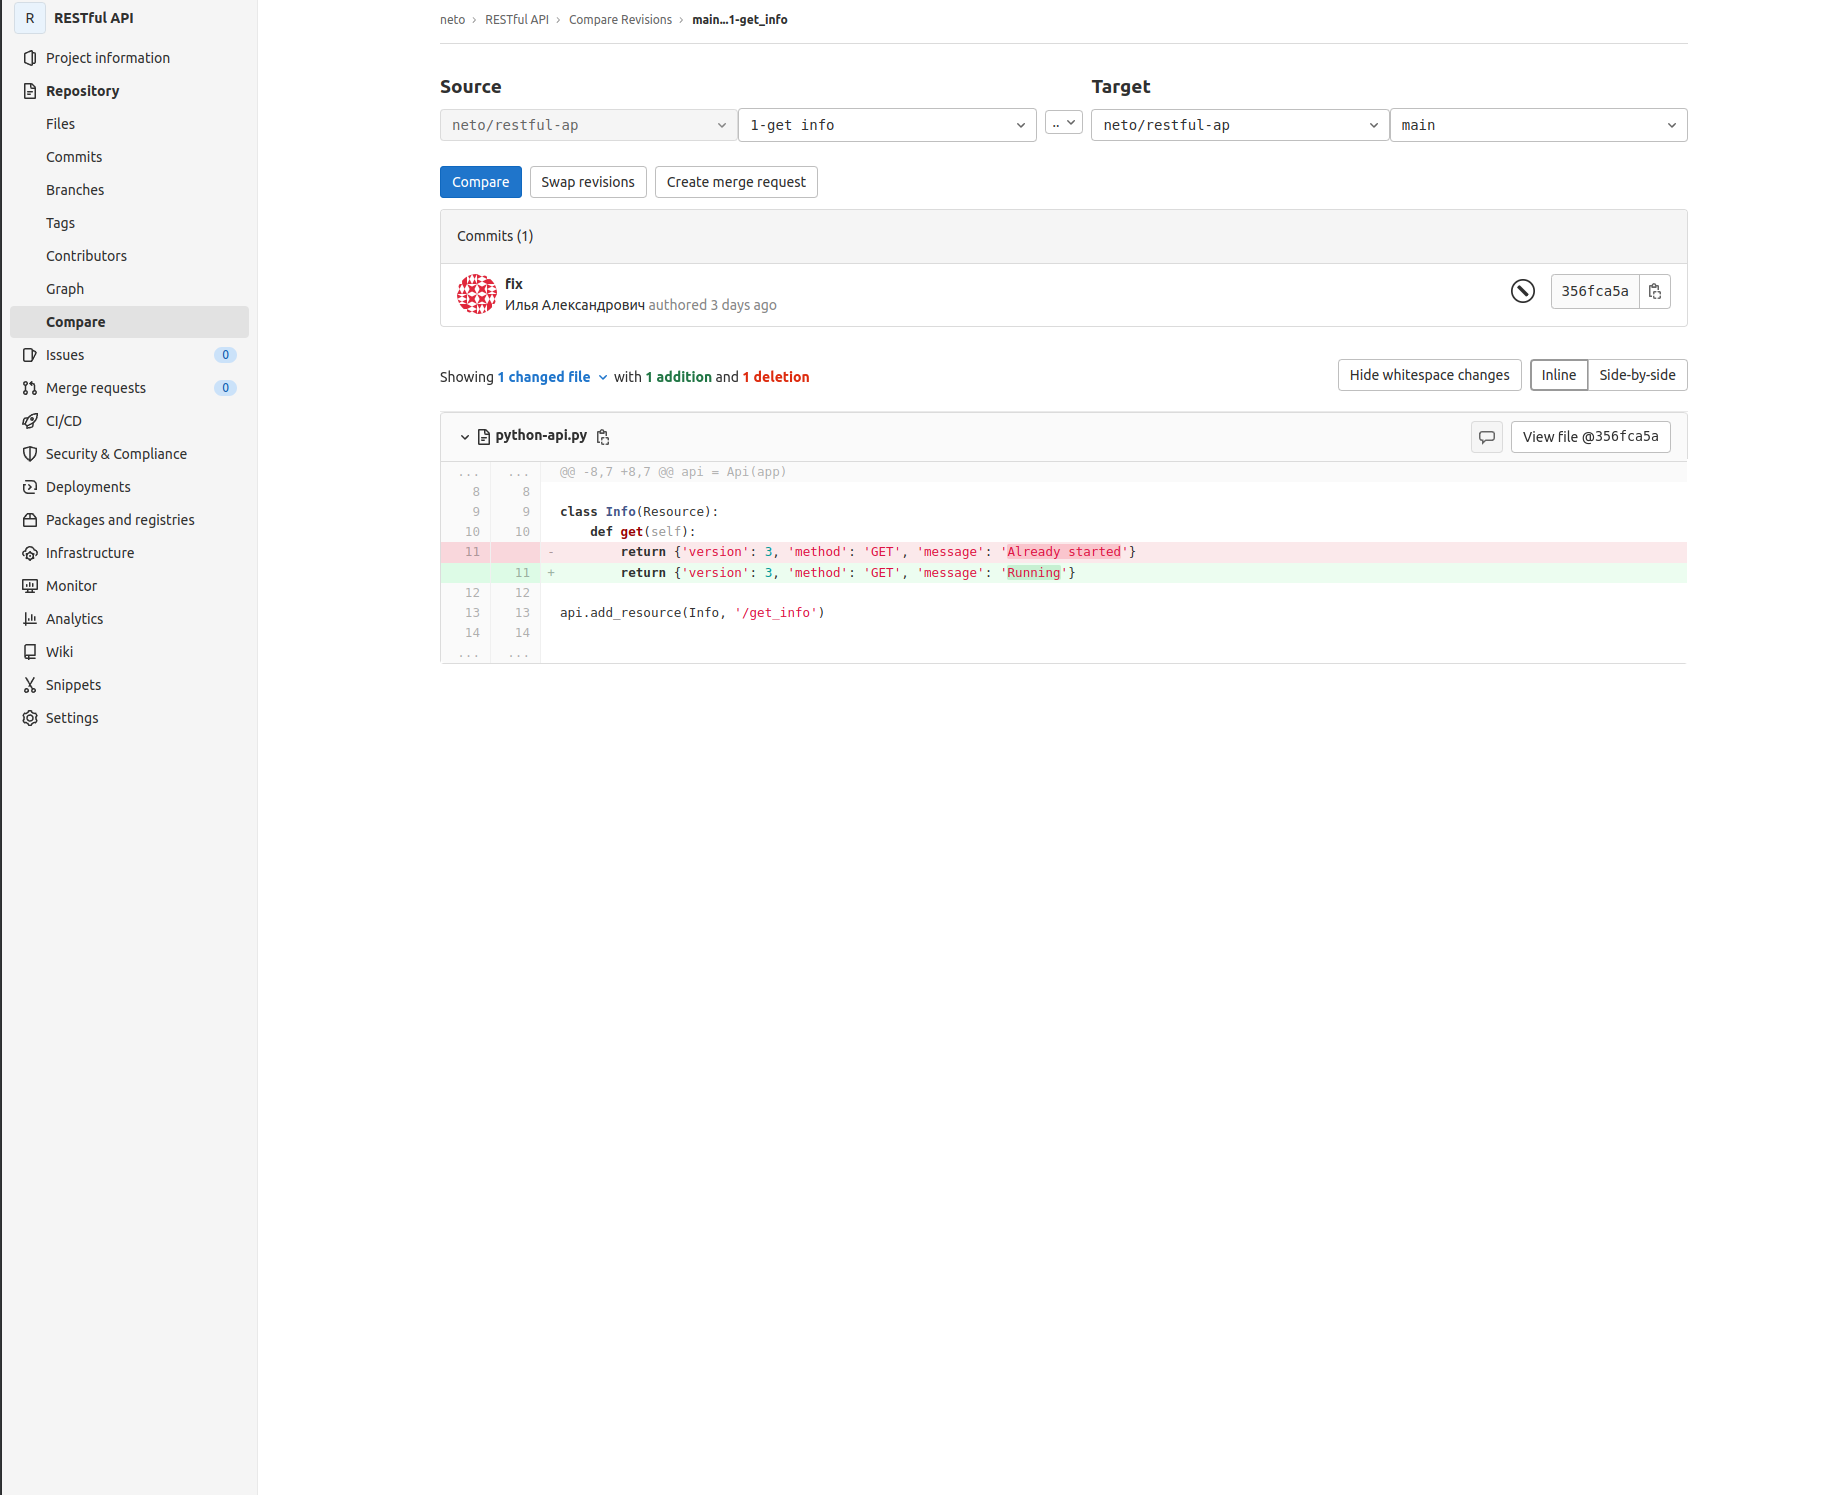 R RESTful API
Project information
Repository
Files
Commits
Branches
Tags
Contributors
Graph
Compare
Issues 0
Merge requests 0
CI/CD
Security & Compliance
Deployments
Packages and registries
Infrastructure
Monitor
Analytics
Wiki
Snippets
Settings
neto › RESTful API › Compare Revisions › main...1-get_info
Source Target
neto/restful-ap 1-get info .. neto/restful-ap main
Compare Swap revisions Create merge request
Commits (1)
fix
Илья Александрович authored 3 days ago
356fca5a
Showing 1 changed file with 1 addition and 1 deletion
Hide whitespace changes Inline Side-by-side
python-api.py View file @356fca5a
... ... @@ -8,7 +8,7 @@ api = Api(app)
8 8
9 9 class Info(Resource):
10 10 def get(self):
11 - return {'version': 3, 'method': 'GET', 'message': 'Already started'}
11 + return {'version': 3, 'method': 'GET', 'message': 'Running'}
12 12
13 13 api.add_resource(Info, '/get_info')
14 14
... ...